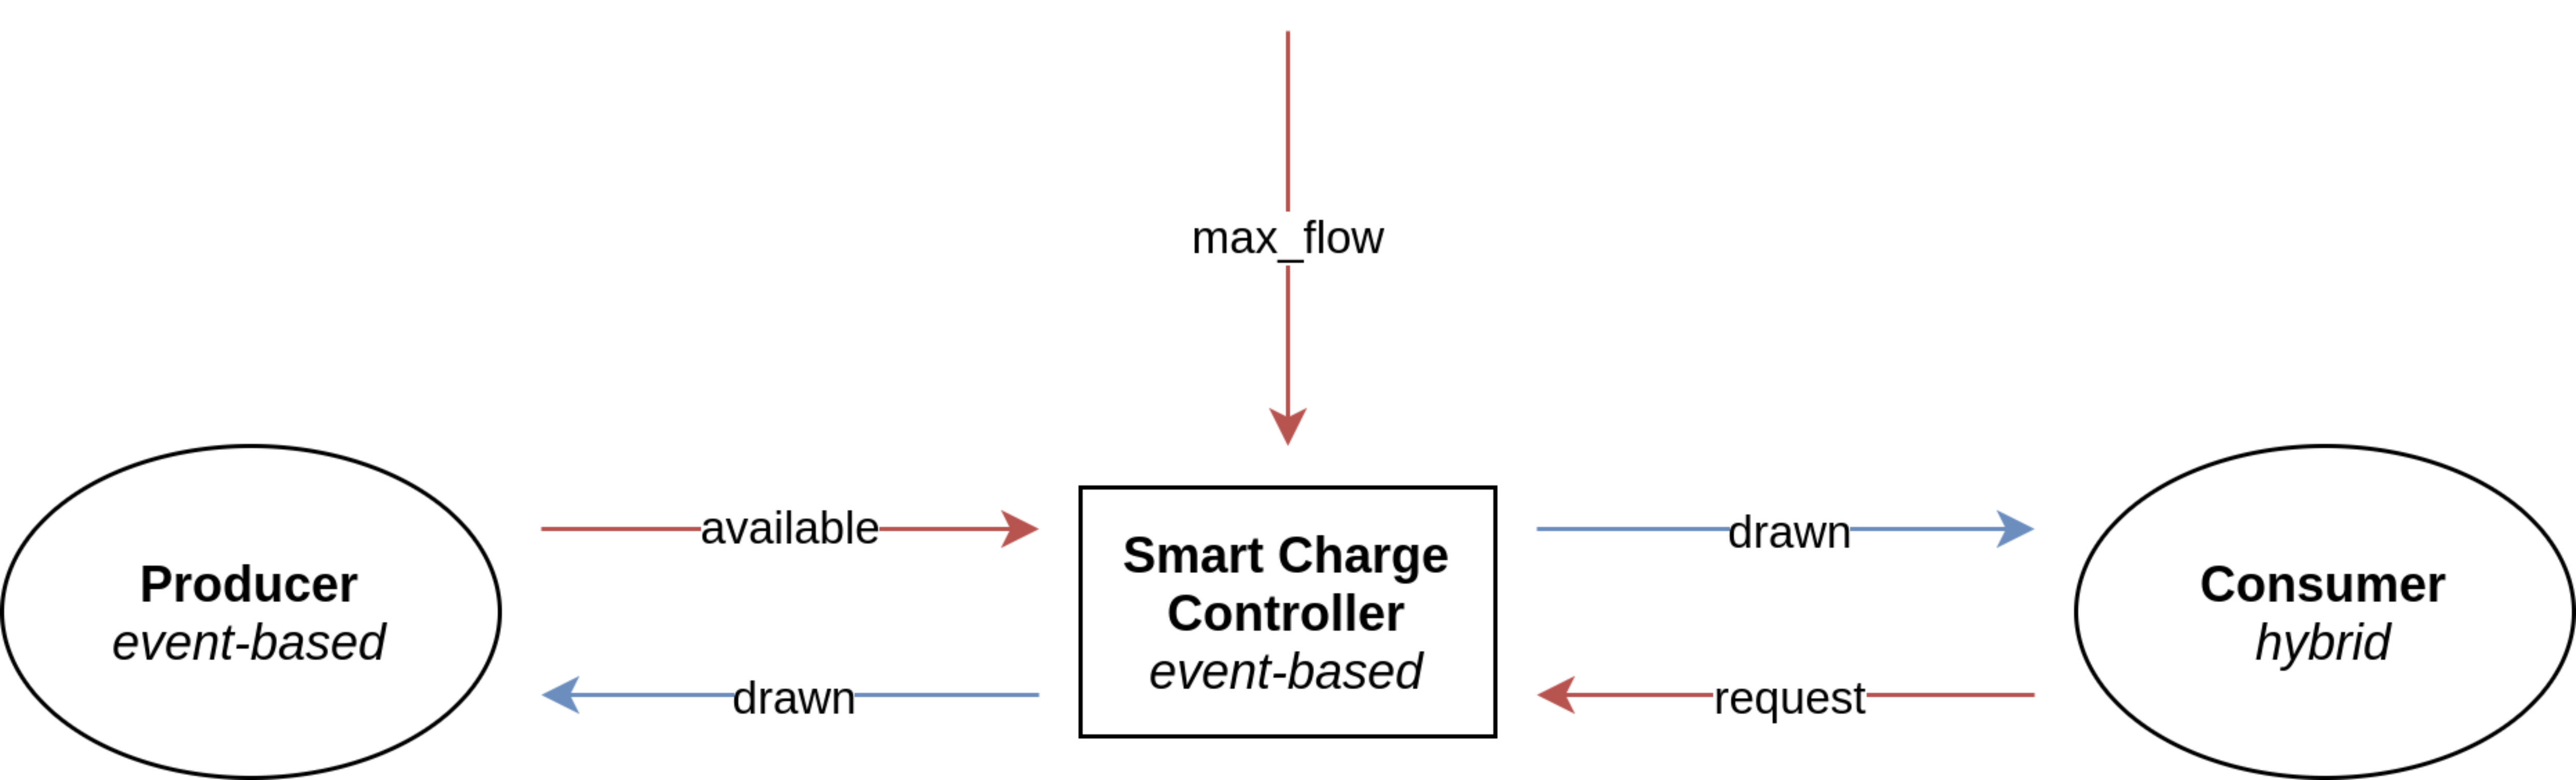 max_flow
available
drawn
Producer
event-based
Smart Charge
Controller
event-based
Consumer
hybrid
drawn
request